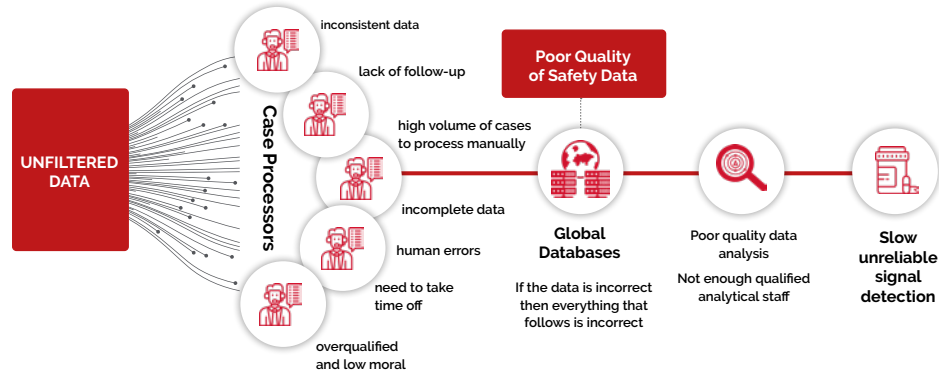 UNFILTERED
DATA
Case Processors
inconsistent data
lack of follow-up
high volume of cases
to process manually
incomplete data
human errors
need to take
time off
overqualified
and low moral
Poor Quality
of Safety Data
Global
Databases
If the data is incorrect
then everything that
follows is incorrect
Poor quality data
analysis
Not enough qualified
analytical staff
Slow
unreliable
signal
detection